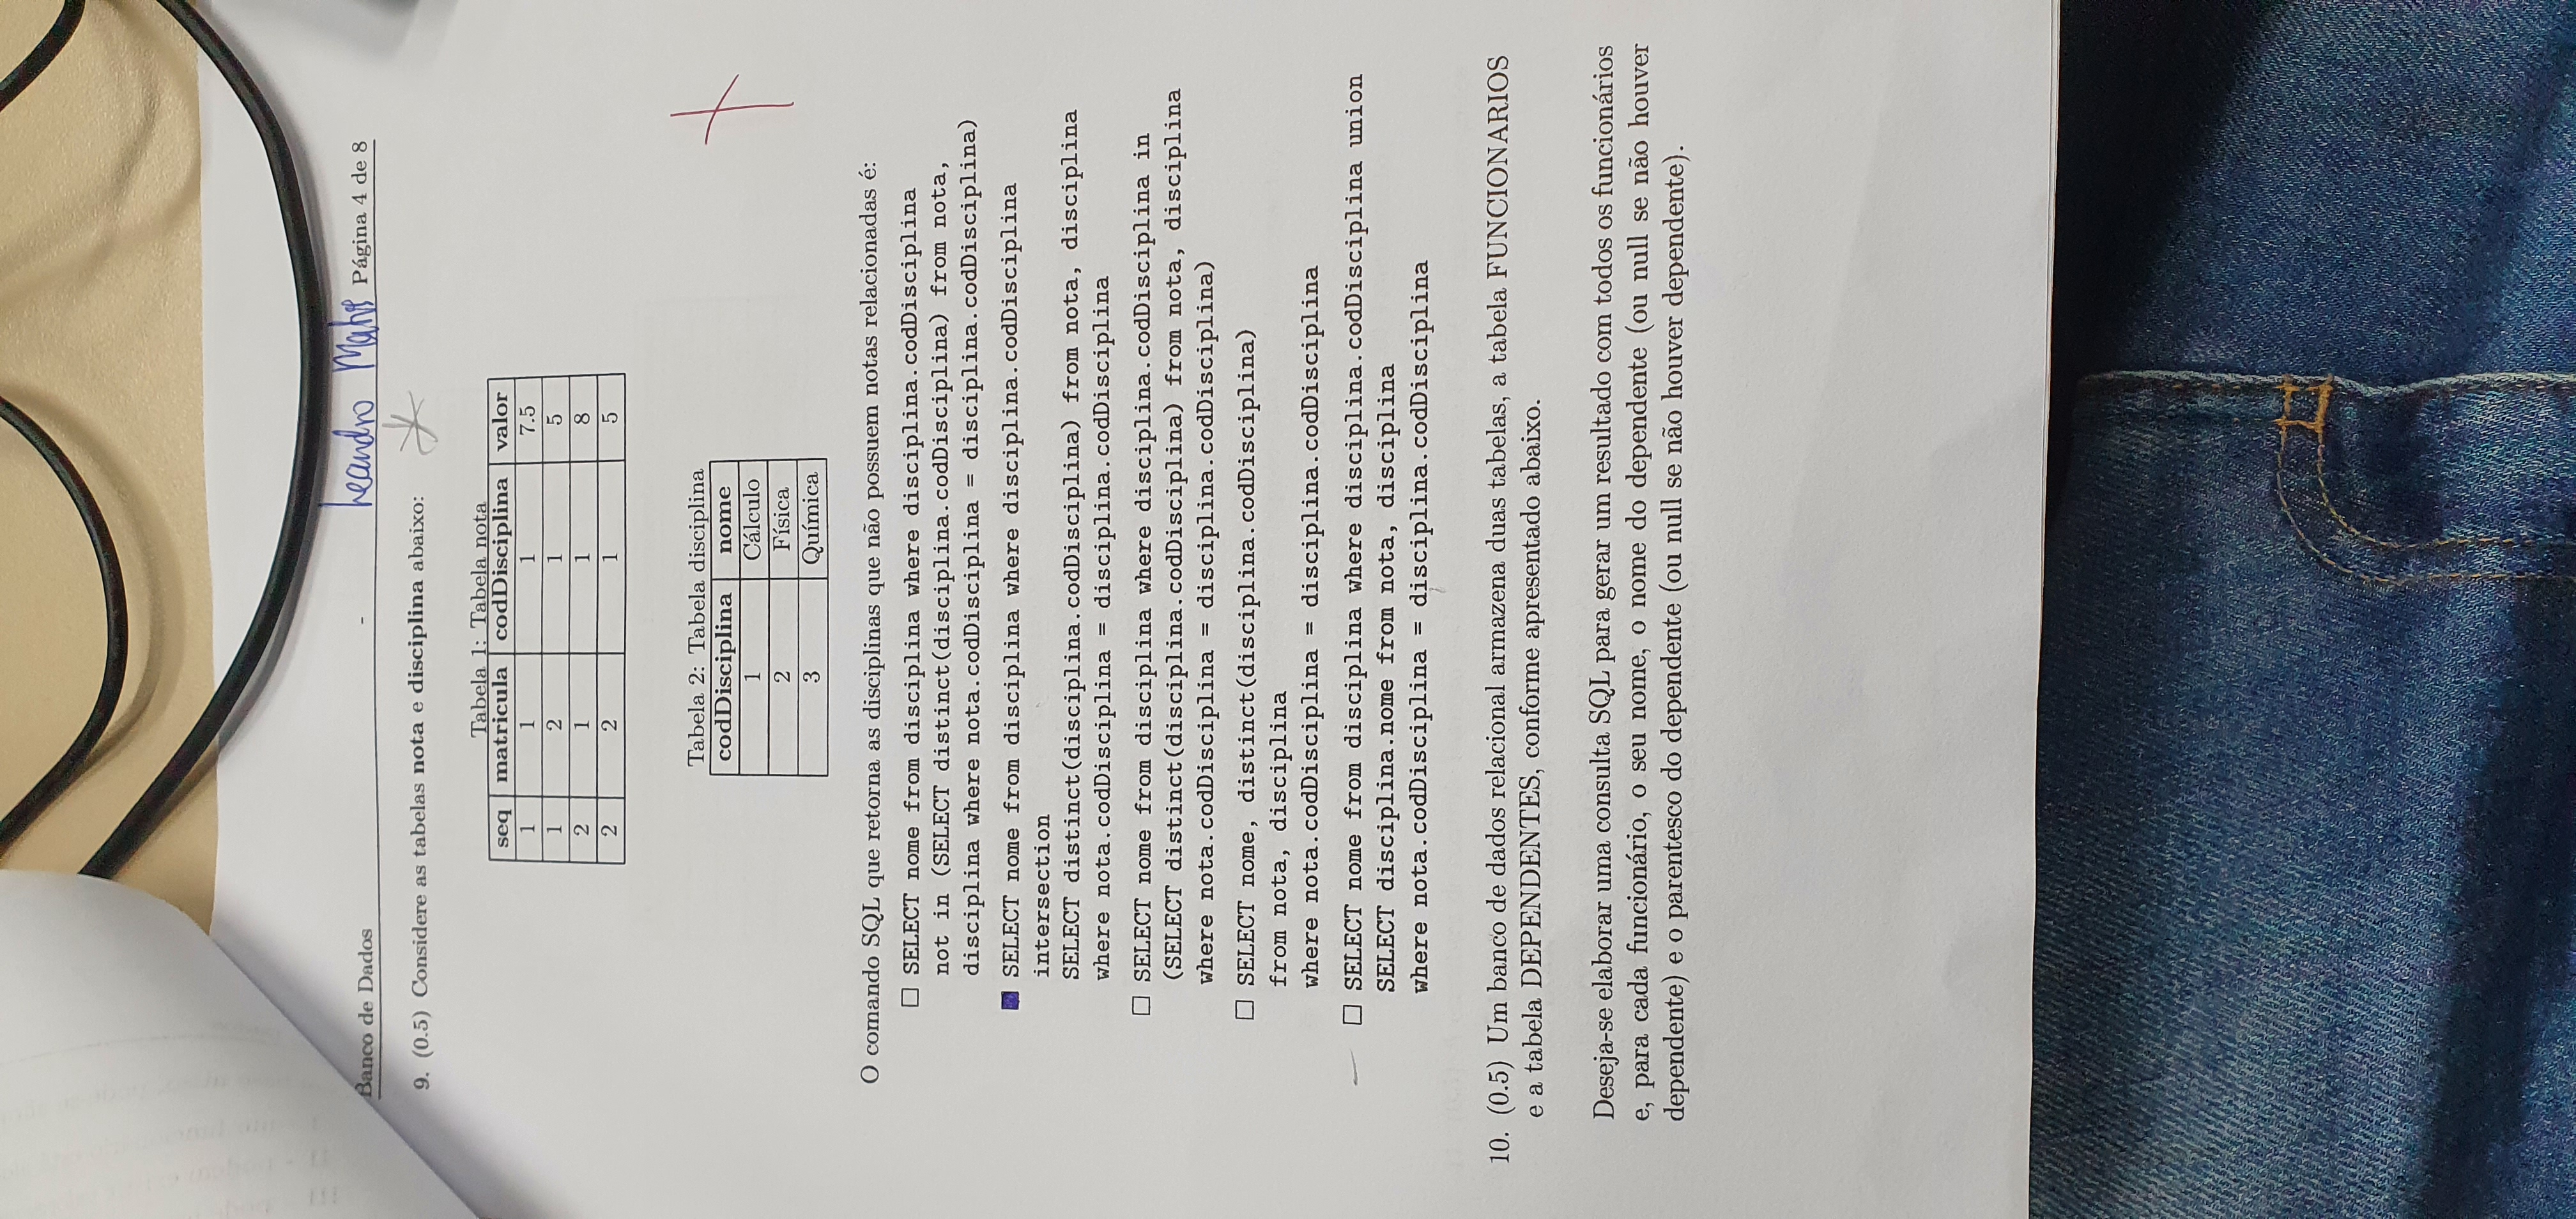 Banco de Dados - Leandro Matos Página 4 de 8
9. (0.5) Considere as tabelas nota e disciplina abaixo:
Tabela 1: Tabela nota
seq matricula codDisciplina valor
1 1 1 7.5
1 2 1 5
2 1 1 8
2 2 1 5
Tabela 2: Tabela disciplina
codDisciplina nome
1 Cálculo
2 Física
3 Química
O comando SQL que retorna as disciplinas que não possuem notas relacionadas é:
SELECT nome from disciplina where disciplina.codDisciplina
not in (SELECT distinct(disciplina.codDisciplina) from nota,
disciplina where nota.codDisciplina = disciplina.codDisciplina)
SELECT nome from disciplina where disciplina.codDisciplina
intersection
SELECT distinct(disciplina.codDisciplina) from nota, disciplina
where nota.codDisciplina = disciplina.codDisciplina
SELECT nome from disciplina where disciplina.codDisciplina in
(SELECT distinct(disciplina.codDisciplina) from nota, disciplina
where nota.codDisciplina = disciplina.codDisciplina)
SELECT nome, distinct(disciplina.codDisciplina)
from nota, disciplina
where nota.codDisciplina = disciplina.codDisciplina
SELECT nome from disciplina where disciplina.codDisciplina union
SELECT disciplina.nome from nota, disciplina
where nota.codDisciplina = disciplina.codDisciplina
10. (0.5) Um banco de dados relacional armazena duas tabelas, a tabela FUNCIONARIOS
e a tabela DEPENDENTES, conforme apresentado abaixo.
Deseja-se elaborar uma consulta SQL para gerar um resultado com todos os funcionários
e, para cada funcionário, o seu nome, o nome do dependente (ou null se não houver
dependente) e o parentesco do dependente (ou null se não houver dependente).